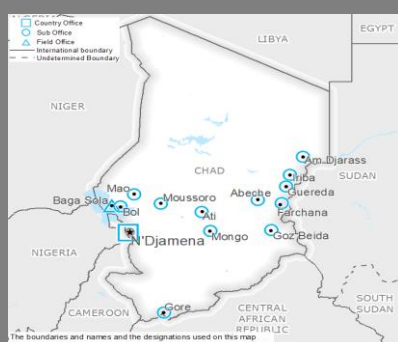 Country Office
Sub Office
Field Office
International boundary
Undetermined Boundary
LIBYA
EGYPT
NIGER
CHAD
SUDAN
Am Djarass
Iriba
Guereda
Abeche
Farchana
Mao
Baga Sola
Bol
Moussoro
Ati
Mongo
Goz Beida
N'Djamena
NIGERIA
Gore
CAMEROON
CENTRAL
AFRICAN
REPUBLIC
SOUTH
SUDAN
The boundaries and names and the designations used on this map